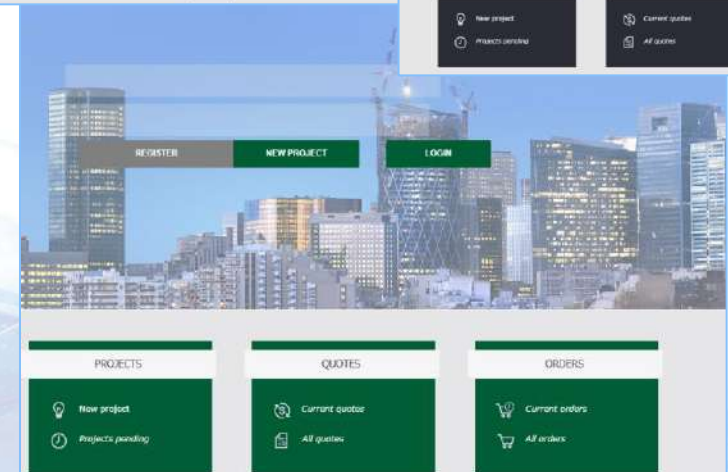 New project
Current quotes
Projects pending
All quotes
REGISTER
NEW PROJECT
LOGIN
PROJECTS
QUOTES
ORDERS
New project
Current quotes
Current orders
Projects pending
All quotes
All orders